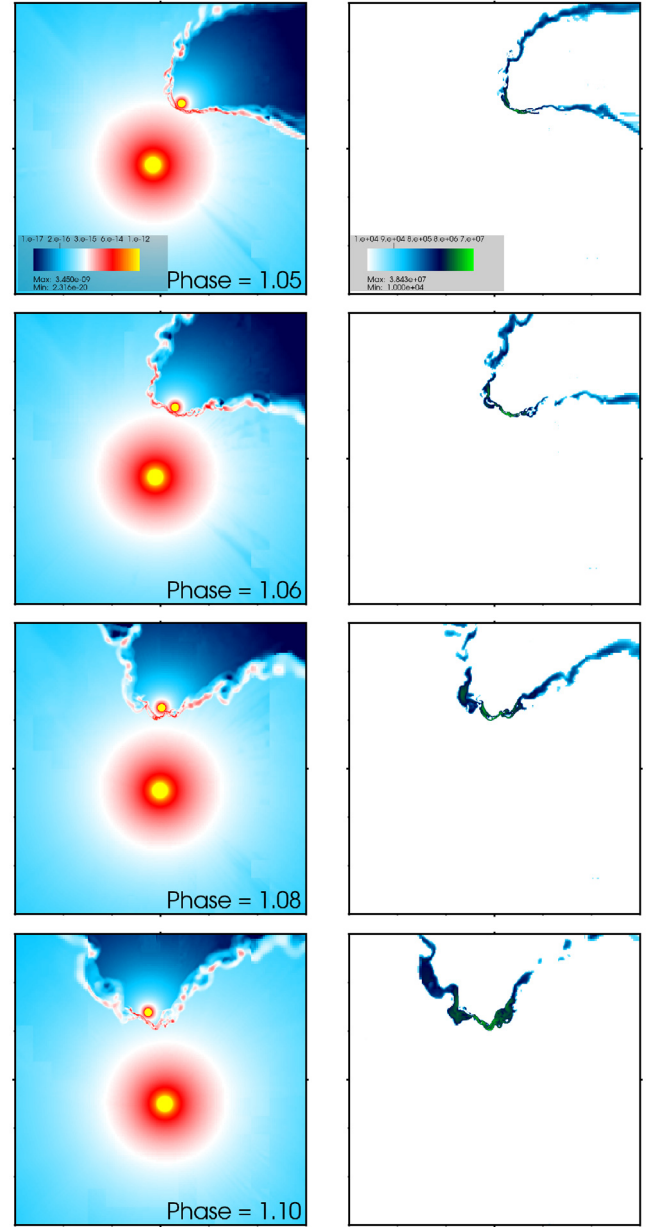 1.e-17 2.e-16 3.e-15 6.e-14 1.e-12
Max: 3.480e-09
Min: 2.316e-20
Phase = 1.05
1.e+04 9.e+04 8.e+05 8.e+06 7.e+07
Max: 3.843e+07
Min: 1.000e+04
Phase = 1.06
Phase = 1.08
Phase = 1.10